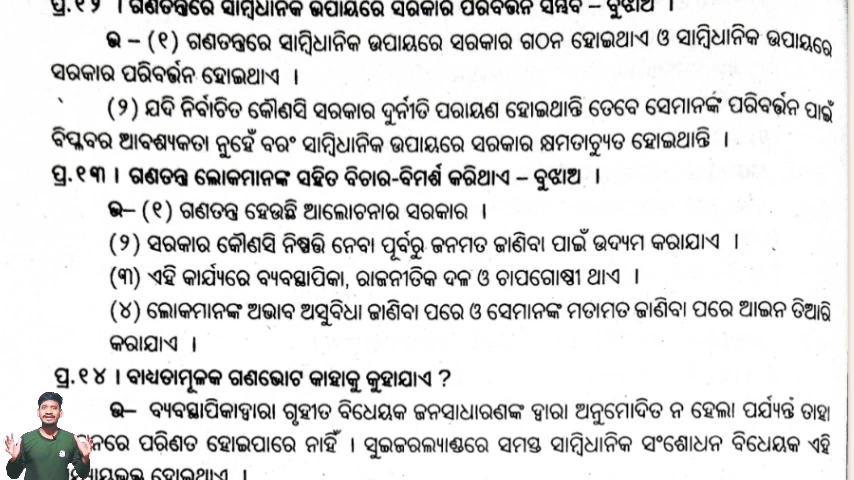 ପ୍ର.୧୨ । ଗଣତନ୍ତ୍ରରେ ସାମ୍ବିଧାନିକ ଉପାୟରେ ସରକାର ପରିବର୍ତ୍ତନ ସମ୍ଭବ – ବୁଝାଅ ।
ଉ – (୧) ଗଣତନ୍ତ୍ରରେ ସାମ୍ବିଧାନିକ ଉପାୟରେ ସରକାର ଗଠନ ହୋଇଥାଏ ଓ ସାମ୍ବିଧାନିକ ଉପାୟରେ
ସରକାର ପରିବର୍ତ୍ତନ ହୋଇଥାଏ ।
(୨) ଯଦି ନିର୍ବାଚିତ କୌଣସି ସରକାର ଦୁର୍ନୀତି ପରାୟଣ ହୋଇଥାନ୍ତି ତେବେ ସେମାନଙ୍କ ପରିବର୍ତ୍ତନ ପାଇଁ
ବିପ୍ଳବର ଆବଶ୍ୟକତା ନୁହେଁ ବରଂ ସାମ୍ବିଧାନିକ ଉପାୟରେ ସରକାର କ୍ଷମତାଚ୍ୟୁତ ହୋଇଥାନ୍ତି ।
ପ୍ର.୧୩ । ଗଣତନ୍ତ୍ର ଲୋକମାନଙ୍କ ସହିତ ବିଚାର-ବିମର୍ଶ କରିଥାଏ – ବୁଝାଅ ।
ଉ– (୧) ଗଣତନ୍ତ୍ର ହେଉଛି ଆଲୋଚନାର ସରକାର ।
(୨) ସରକାର କୌଣସି ନିଷ୍ପତ୍ତି ନେବା ପୂର୍ବରୁ ଜନମତ ଜାଣିବା ପାଇଁ ଉଦ୍ୟମ କରାଯାଏ ।
(୩) ଏହି କାର୍ଯ୍ୟରେ ବ୍ୟବସ୍ଥାପିକା, ରାଜନୀତିକ ଦଳ ଓ ଚାପଗୋଷ୍ଠୀ ଥାଏ ।
(୪) ଲୋକମାନଙ୍କ ଅଭାବ ଅସୁବିଧା ଜାଣିବା ପରେ ଓ ସେମାନଙ୍କ ମତାମତ ଜାଣିବା ପରେ ଆଇନ ତିଆରି
କରାଯାଏ ।
ପ୍ର.୧୪ । ବାଧ୍ୟତାମୂଳକ ଗଣଭୋଟ କାହାକୁ କୁହାଯାଏ ?
ଉ– ବ୍ୟବସ୍ଥାପିକାଦ୍ୱାରା ଗୃହୀତ ବିଧେୟକ ଜନସାଧାରଣଙ୍କ ଦ୍ୱାରା ଅନୁମୋଦିତ ନ ହେଲା ପର୍ଯ୍ୟନ୍ତ ତାହା
ପରିଣତ ହୋଇପାରେ ନାହିଁ । ସୁଇଜରଲ୍ୟାଣ୍ଡରେ ସମସ୍ତ ସାମ୍ବିଧାନିକ ସଂଶୋଧନ ବିଧେୟକ ଏହି
ହୋଇଥାଏ ।